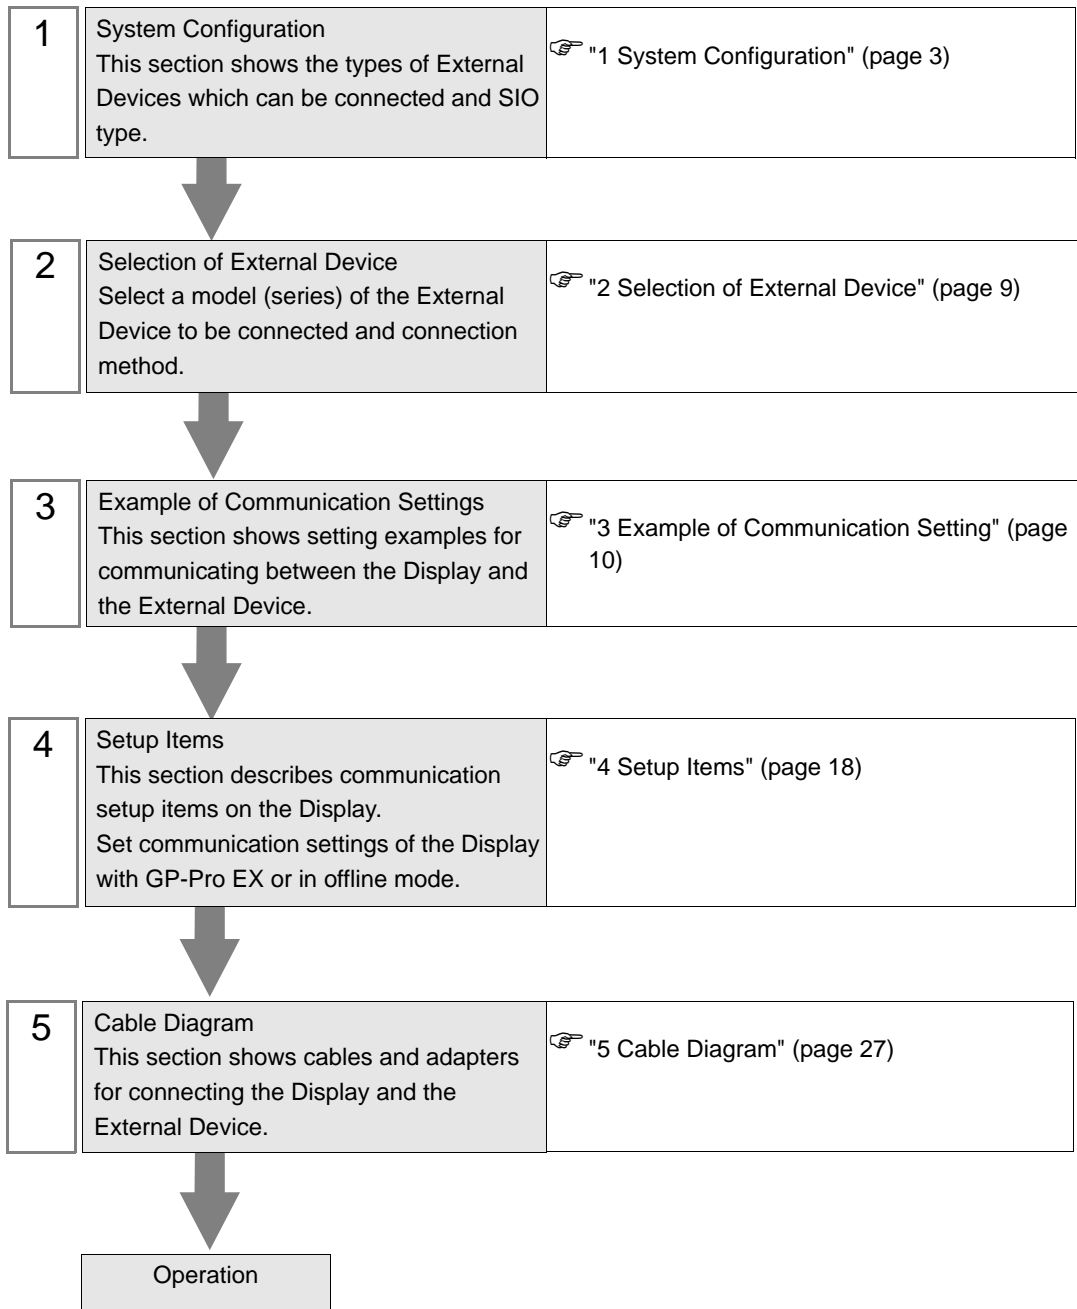 1
System Configuration
This section shows the types of External
Devices which can be connected and SIO
type.
"1 System Configuration" (page 3)
2
Selection of External Device
Select a model (series) of the External
Device to be connected and connection
method.
"2 Selection of External Device" (page 9)
3
Example of Communication Settings
This section shows setting examples for
communicating between the Display and
the External Device.
"3 Example of Communication Setting" (page
10)
4
Setup Items
This section describes communication
setup items on the Display.
Set communication settings of the Display
with GP-Pro EX or in offline mode.
"4 Setup Items" (page 18)
5
Cable Diagram
This section shows cables and adapters
for connecting the Display and the
External Device.
"5 Cable Diagram" (page 27)
Operation